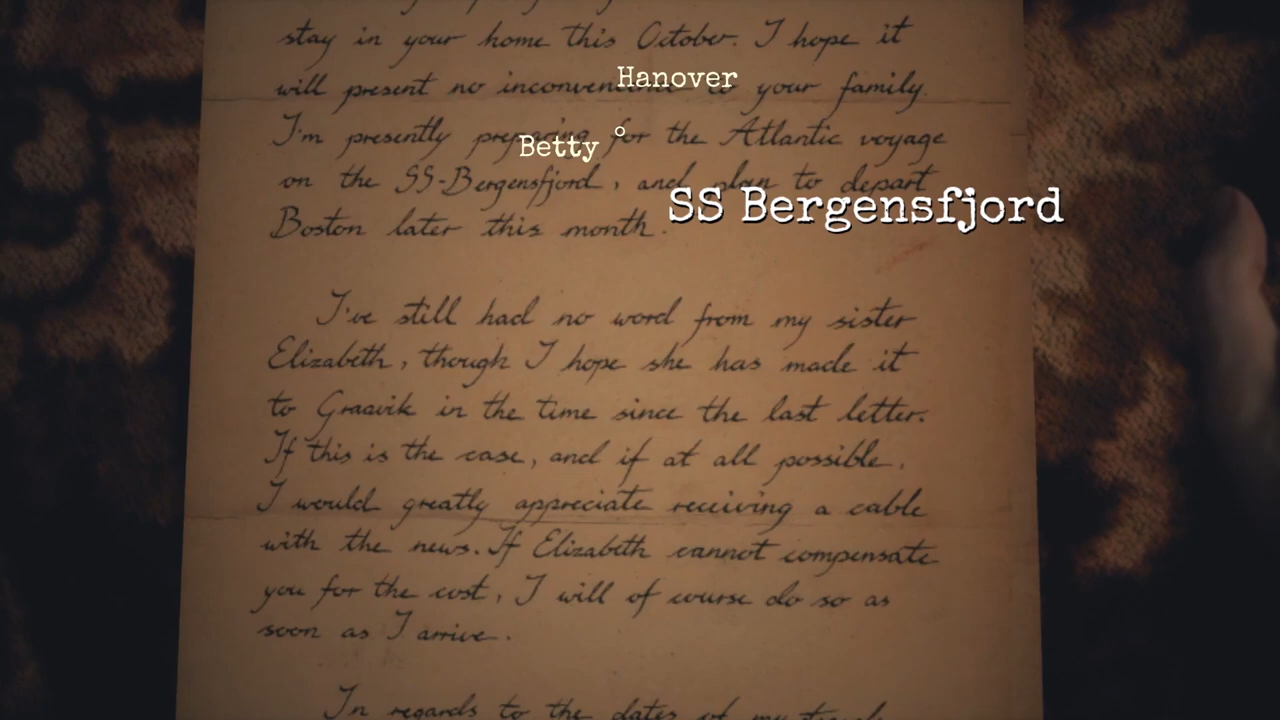 stay in your home this October. I hope it
Hanover
will present no inconvenience to your family.
I'm presently preparing for the Atlantic voyage
Betty
on the SS-Bergensfjord, and plan to depart
SS Bergensfjord
Boston later this month.
I've still had no word from my sister
Elizabeth, though I hope she has made it
to Graavik in the time since the last letter.
If this is the case, and if at all possible,
I would greatly appreciate receiving a cable
with the news. If Elizabeth cannot compensate
you for the cost, I will of course do so as
soon as I arrive.
In regards to the dates of my